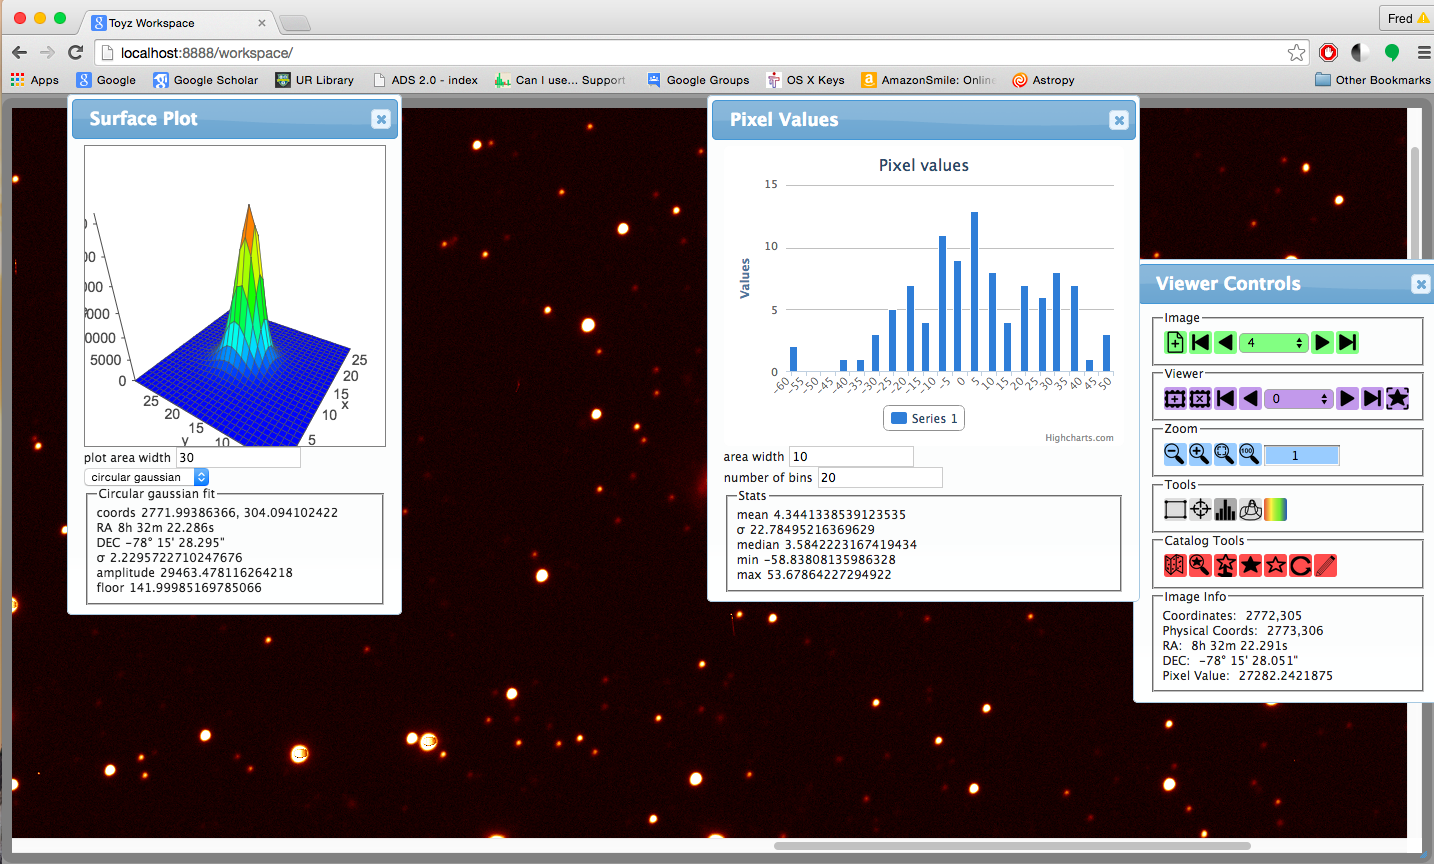 Toyz Workspace
Fred
localhost:8888/workspace/
Apps
Google
Google Scholar
UR Library
ADS 2.0 - index
Can I use... Support
Google Groups
OS X Keys
AmazonSmile: Onlin
Astropy
Other Bookmarks
Surface Plot
5000
0
25
20
15
10
y
25
20
15
x
10
5
plot area width 30
circular gaussian
Circular gaussian fit
coords 2771.99386366, 304.094102422
RA 8h 32m 22.286s
DEC -78° 15' 28.295"
σ 2.2295722710247676
amplitude 29463.478116264218
floor 141.99985169785066
Pixel Values
Pixel values
15
10
5
0
Values
-60 -55 -50 -45 -40 -35 -30 -25 -20 -15 -10 -5 0 5 10 15 20 25 30 35 40 45 50
Series 1
Highcharts.com
area width 10
number of bins 20
Stats
mean 4.3441338539123535
σ 22.78495216369629
median 3.5842223167419434
min -58.83808135986328
max 53.67864227294922
Viewer Controls
Image
4
Viewer
0
Zoom
100
1
Tools
Catalog Tools
Image Info
Coordinates: 2772,305
Physical Coords: 2773,306
RA: 8h 32m 22.291s
DEC: -78° 15' 28.051"
Pixel Value: 27282.2421875